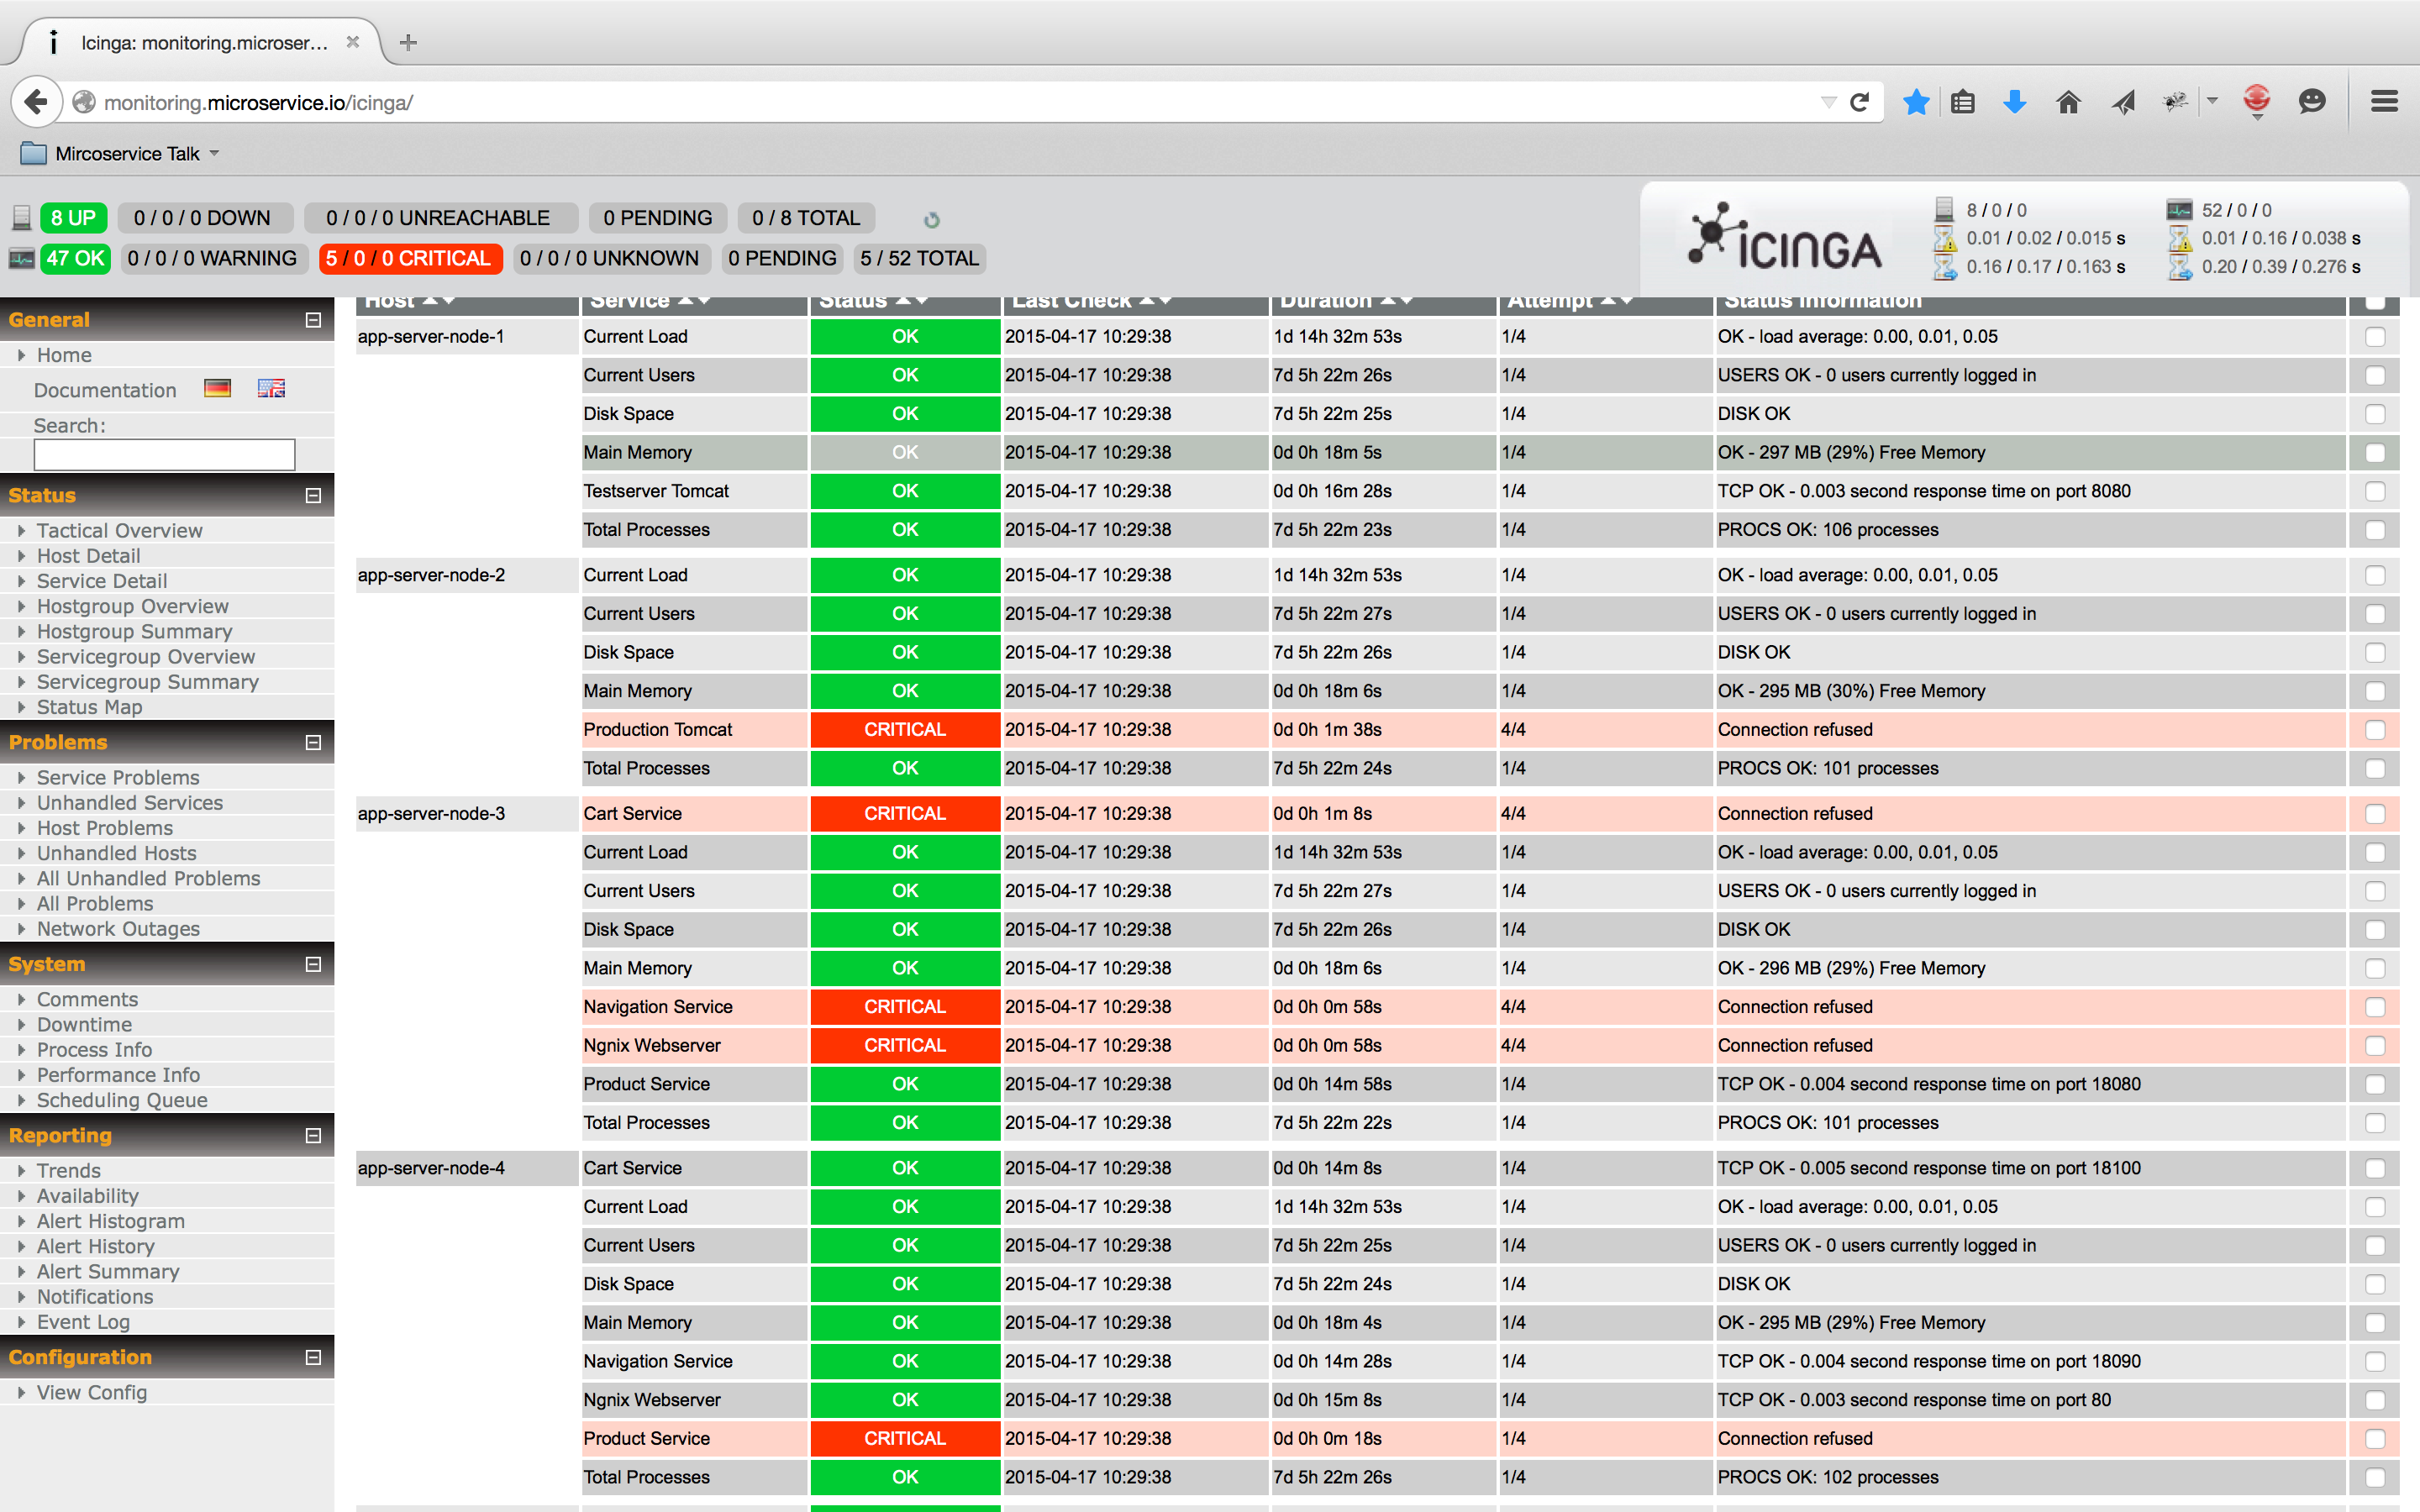 Icinga: monitoring.microser...
monitoring.microservice.io/icinga/
Mircoservice Talk
8 UP 0 / 0 / 0 DOWN 0 / 0 / 0 UNREACHABLE 0 PENDING 0 / 8 TOTAL
47 OK 0 / 0 / 0 WARNING 5 / 0 / 0 CRITICAL 0 / 0 / 0 UNKNOWN 0 PENDING 5 / 52 TOTAL
ICINGA
8 / 0 / 0 52 / 0 / 0
0.01 / 0.02 / 0.015 s 0.01 / 0.16 / 0.038 s
0.16 / 0.17 / 0.163 s 0.20 / 0.39 / 0.276 s
General
Home
Documentation
Search:
Status
Tactical Overview
Host Detail
Service Detail
Hostgroup Overview
Hostgroup Summary
Servicegroup Overview
Servicegroup Summary
Status Map
Problems
Service Problems
Unhandled Services
Host Problems
Unhandled Hosts
All Unhandled Problems
All Problems
Network Outages
System
Comments
Downtime
Process Info
Performance Info
Scheduling Queue
Reporting
Trends
Availability
Alert Histogram
Alert History
Alert Summary
Notifications
Event Log
Configuration
View Config
Host Service Status Last Check Duration Attempt Status Information
app-server-node-1 Current Load OK 2015-04-17 10:29:38 1d 14h 32m 53s 1/4 OK - load average: 0.00, 0.01, 0.05
Current Users OK 2015-04-17 10:29:38 7d 5h 22m 26s 1/4 USERS OK - 0 users currently logged in
Disk Space OK 2015-04-17 10:29:38 7d 5h 22m 25s 1/4 DISK OK
Main Memory OK 2015-04-17 10:29:38 0d 0h 18m 5s 1/4 OK - 297 MB (29%) Free Memory
Testserver Tomcat OK 2015-04-17 10:29:38 0d 0h 16m 28s 1/4 TCP OK - 0.003 second response time on port 8080
Total Processes OK 2015-04-17 10:29:38 7d 5h 22m 23s 1/4 PROCS OK: 106 processes
app-server-node-2 Current Load OK 2015-04-17 10:29:38 1d 14h 32m 53s 1/4 OK - load average: 0.00, 0.01, 0.05
Current Users OK 2015-04-17 10:29:38 7d 5h 22m 27s 1/4 USERS OK - 0 users currently logged in
Disk Space OK 2015-04-17 10:29:38 7d 5h 22m 26s 1/4 DISK OK
Main Memory OK 2015-04-17 10:29:38 0d 0h 18m 6s 1/4 OK - 295 MB (30%) Free Memory
Production Tomcat CRITICAL 2015-04-17 10:29:38 0d 0h 1m 38s 4/4 Connection refused
Total Processes OK 2015-04-17 10:29:38 7d 5h 22m 24s 1/4 PROCS OK: 101 processes
app-server-node-3 Cart Service CRITICAL 2015-04-17 10:29:38 0d 0h 1m 8s 4/4 Connection refused
Current Load OK 2015-04-17 10:29:38 1d 14h 32m 53s 1/4 OK - load average: 0.00, 0.01, 0.05
Current Users OK 2015-04-17 10:29:38 7d 5h 22m 27s 1/4 USERS OK - 0 users currently logged in
Disk Space OK 2015-04-17 10:29:38 7d 5h 22m 26s 1/4 DISK OK
Main Memory OK 2015-04-17 10:29:38 0d 0h 18m 6s 1/4 OK - 296 MB (29%) Free Memory
Navigation Service CRITICAL 2015-04-17 10:29:38 0d 0h 0m 58s 4/4 Connection refused
Ngnix Webserver CRITICAL 2015-04-17 10:29:38 0d 0h 0m 58s 4/4 Connection refused
Product Service OK 2015-04-17 10:29:38 0d 0h 14m 58s 1/4 TCP OK - 0.004 second response time on port 18080
Total Processes OK 2015-04-17 10:29:38 7d 5h 22m 22s 1/4 PROCS OK: 101 processes
app-server-node-4 Cart Service OK 2015-04-17 10:29:38 0d 0h 14m 8s 1/4 TCP OK - 0.005 second response time on port 18100
Current Load OK 2015-04-17 10:29:38 1d 14h 32m 53s 1/4 OK - load average: 0.00, 0.01, 0.05
Current Users OK 2015-04-17 10:29:38 7d 5h 22m 25s 1/4 USERS OK - 0 users currently logged in
Disk Space OK 2015-04-17 10:29:38 7d 5h 22m 24s 1/4 DISK OK
Main Memory OK 2015-04-17 10:29:38 0d 0h 18m 4s 1/4 OK - 295 MB (29%) Free Memory
Navigation Service OK 2015-04-17 10:29:38 0d 0h 14m 28s 1/4 TCP OK - 0.004 second response time on port 18090
Ngnix Webserver OK 2015-04-17 10:29:38 0d 0h 15m 8s 1/4 TCP OK - 0.003 second response time on port 80
Product Service CRITICAL 2015-04-17 10:29:38 0d 0h 0m 18s 1/4 Connection refused
Total Processes OK 2015-04-17 10:29:38 7d 5h 22m 26s 1/4 PROCS OK: 102 processes